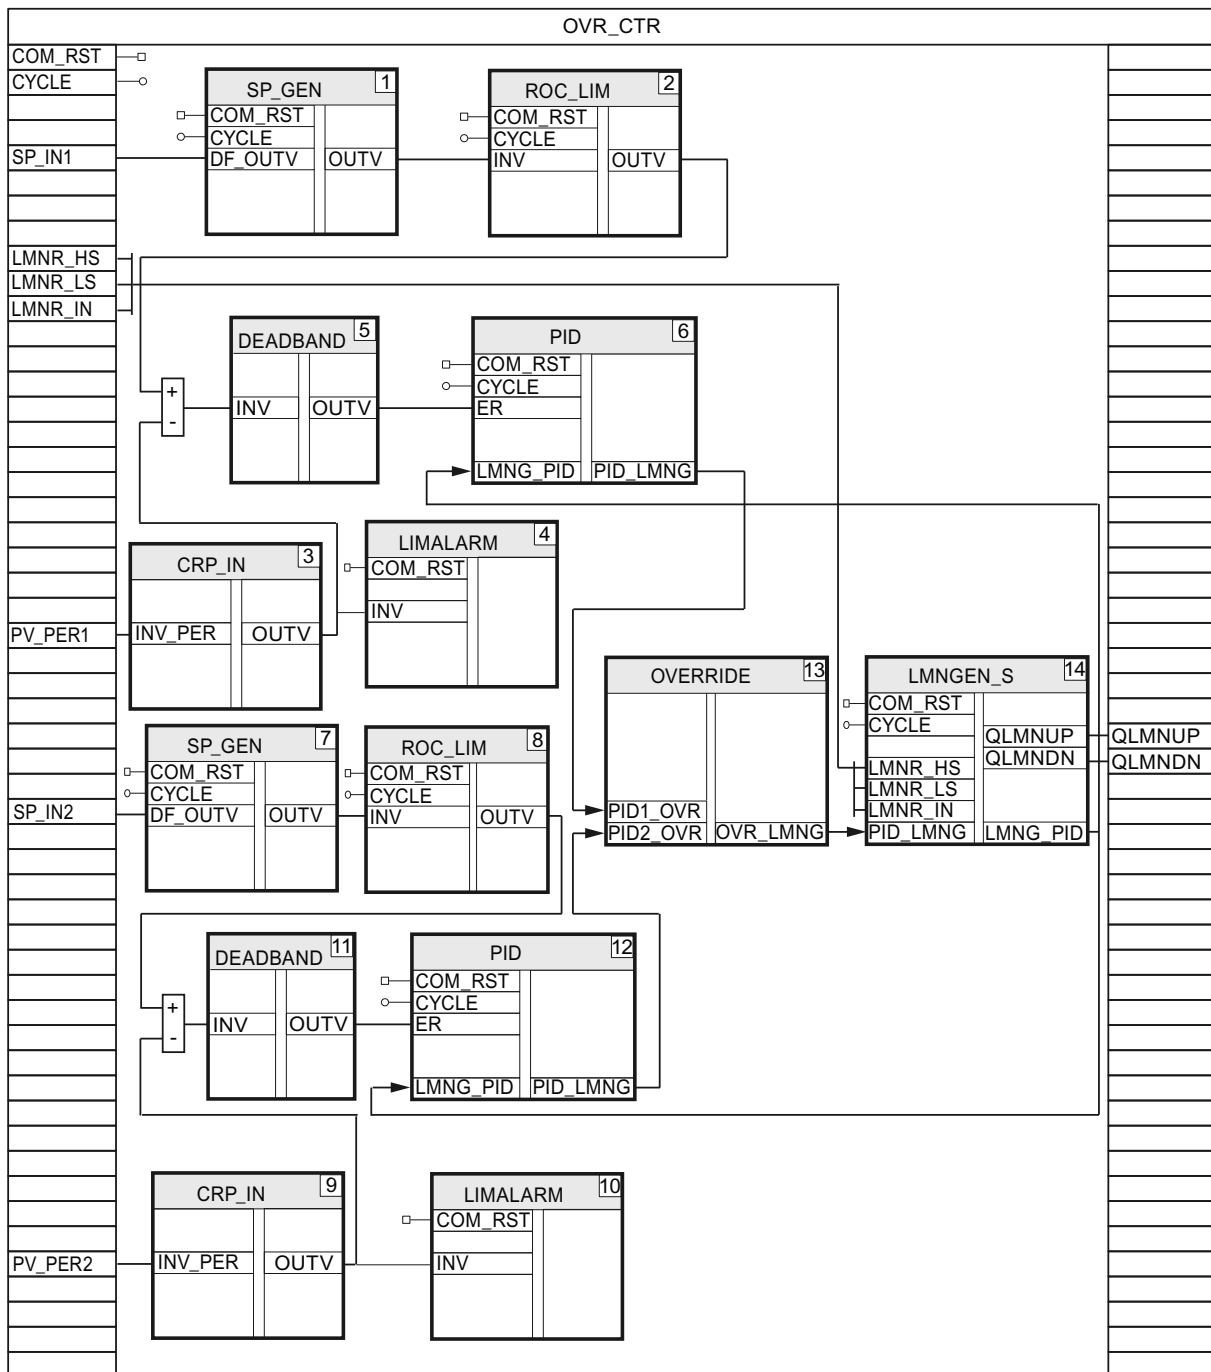 OVR_CTR
COM_RST
CYCLE
SP_IN1
LMNR_HS
LMNR_LS
LMNR_IN
PV_PER1
SP_IN2
PV_PER2
SP_GEN 1
COM_RST
CYCLE
DF_OUTV OUTV
ROC_LIM 2
COM_RST
CYCLE
INV OUTV
+
-
DEADBAND 5
INV OUTV
PID 6
COM_RST
CYCLE
ER
LMNG_PID PID_LMNG
CRP_IN 3
INV_PER OUTV
LIMALARM 4
COM_RST
INV
SP_GEN 7
COM_RST
CYCLE
DF_OUTV OUTV
ROC_LIM 8
COM_RST
CYCLE
INV OUTV
OVERRIDE 13
PID1_OVR
PID2_OVR OVR_LMNG
LMNGEN_S 14
COM_RST
CYCLE
QLMNUP
QLMNDN
LMNR_HS
LMNR_LS
LMNR_IN
PID_LMNG LMNG_PID
QLMNUP
QLMNDN
+
-
DEADBAND 11
INV OUTV
PID 12
COM_RST
CYCLE
ER
LMNG_PID PID_LMNG
CRP_IN 9
INV_PER OUTV
LIMALARM 10
COM_RST
INV